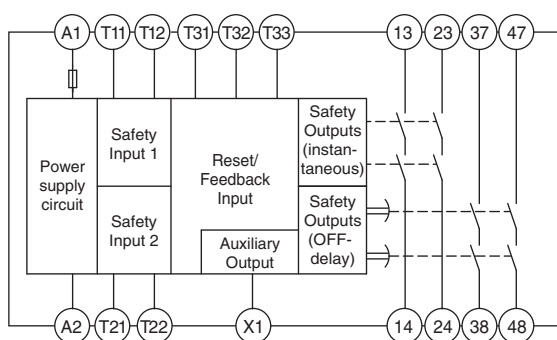 A1 T11 T12 T31 T32 T33 13 23 37 47
Power
supply
circuit
Safety
Input 1
Safety
Input 2
Reset/
Feedback
Input
Auxiliary
Output
Safety
Outputs
(instan-
taneous)
Safety
Outputs
(OFF-
delay)
A2 T21 T22 X1 14 24 38 48